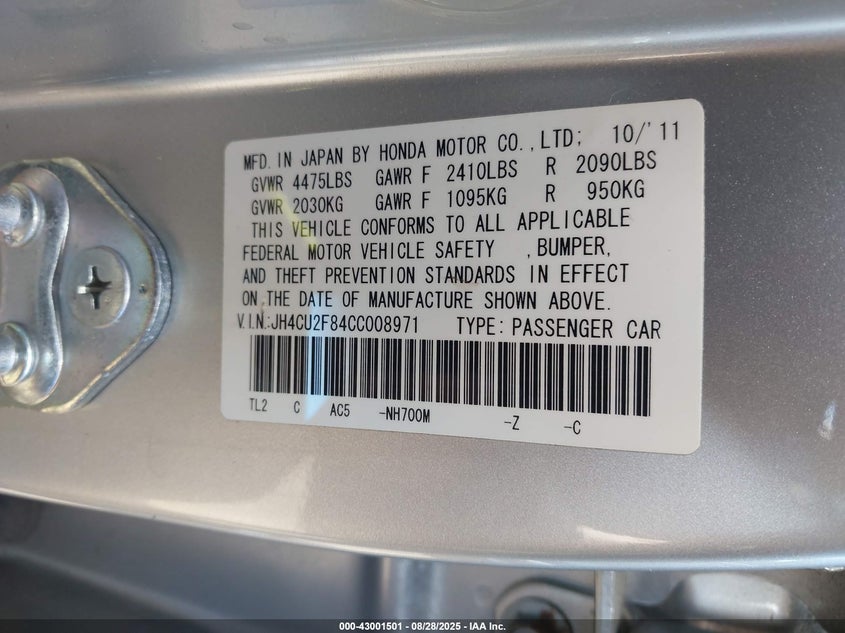 MFD. IN JAPAN BY HONDA MOTOR CO., LTD; 10/'11
GVWR 4475LBS GAWR F 2410LBS R 2090LBS
GVWR 2030KG GAWR F 1095KG R 950KG
THIS VEHICLE CONFORMS TO ALL APPLICABLE
FEDERAL MOTOR VEHICLE SAFETY , BUMPER,
AND THEFT PREVENTION STANDARDS IN EFFECT
ON THE DATE OF MANUFACTURE SHOWN ABOVE.
V.I.N.:JH4CU2F84CC008971 TYPE: PASSENGER CAR
TL2 C AC5 -NH700M -Z -C
000-43001501 | 08/28/2025 - IAA Inc.